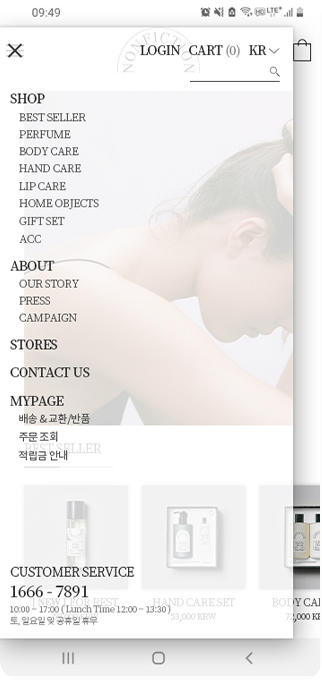 09:49
LTE+
NONFICTION
LOGIN CART (0) KR
SHOP
BEST SELLER
PERFUME
BODY CARE
HAND CARE
LIP CARE
HOME OBJECTS
GIFT SET
ACC
ABOUT
OUR STORY
PRESS
CAMPAIGN
STORES
CONTACT US
MYPAGE
배송 & 교환/반품
주문 조회
적립금 안내
BEST SELLER
CUSTOMER SERVICE
1666 - 7891
HAND CARE SET
BODY CA
53,000 KRW
72,000 KR
10:00 ~ 17:00 ( Lunch Time 12:00 ~ 13:30 )
토, 일요일 및 공휴일 휴무